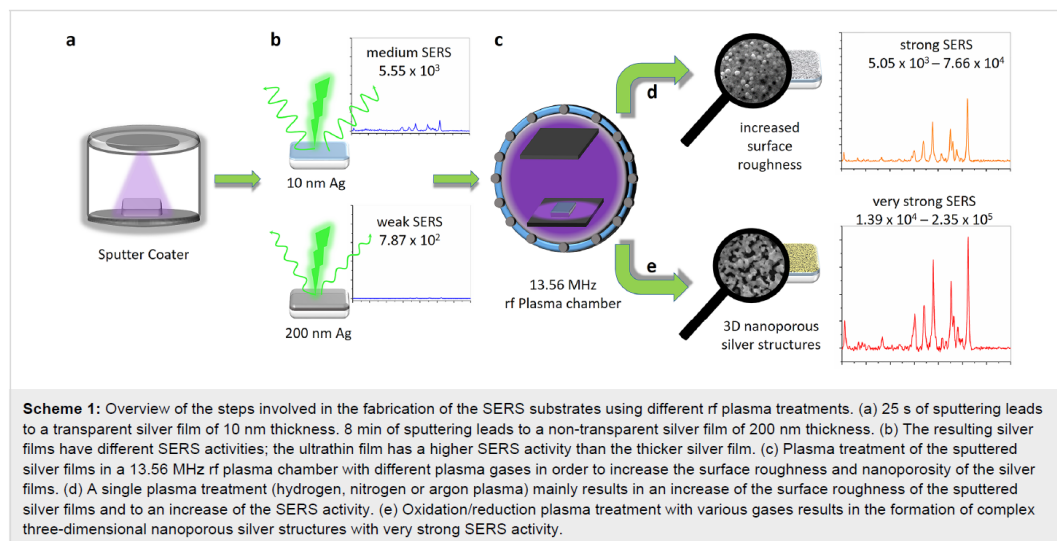 a
b
c
medium SERS
5.55 x 10³
10 nm Ag
weak SERS
7.87 x 10²
200 nm Ag
Sputter Coater
13.56 MHz
rf Plasma chamber
d
increased
surface
roughness
strong SERS
5.05 x 10³ – 7.66 x 10⁴
e
3D nanoporous
silver structures
very strong SERS
1.39 x 10⁴ – 2.35 x 10⁵
Scheme 1: Overview of the steps involved in the fabrication of the SERS substrates using different rf plasma treatments. (a) 25 s of sputtering leads
to a transparent silver film of 10 nm thickness. 8 min of sputtering leads to a non-transparent silver film of 200 nm thickness. (b) The resulting silver
films have different SERS activities; the ultrathin film has a higher SERS activity than the thicker silver film. (c) Plasma treatment of the sputtered
silver films in a 13.56 MHz rf plasma chamber with different plasma gases in order to increase the surface roughness and nanoporosity of the silver
films. (d) A single plasma treatment (hydrogen, nitrogen or argon plasma) mainly results in an increase of the surface roughness of the sputtered
silver films and to an increase of the SERS activity. (e) Oxidation/reduction plasma treatment with various gases results in the formation of complex
three-dimensional nanoporous silver structures with very strong SERS activity.